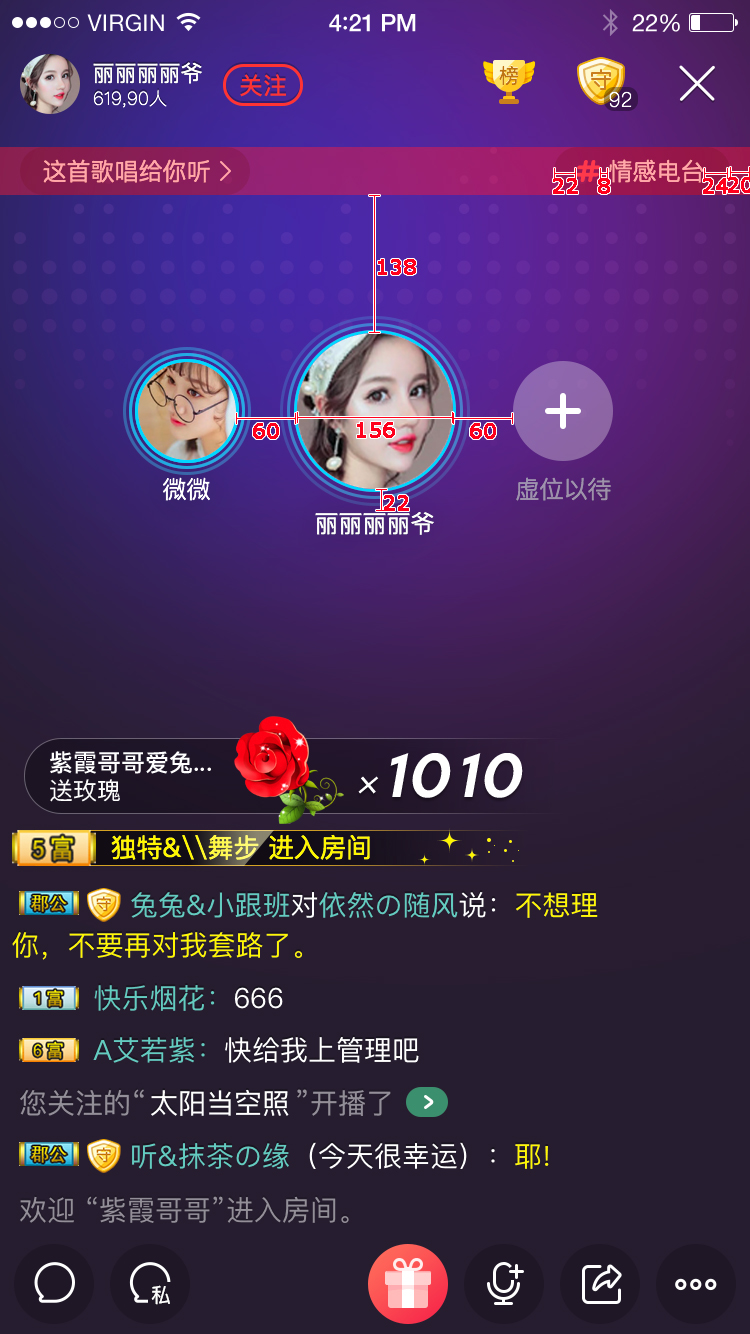 VIRGIN 4:21 PM 22%
丽丽丽丽爷
619,90人
关注
榜
守
92
这首歌唱给你听 >
#情感电台
22 8 24 20
138
60 156 60
22
微微
丽丽丽丽爷
虚位以待
紫霞哥哥爱兔...
送玫瑰
×1010
5富 独特&\\舞步 进入房间
郡公 守 兔兔&小跟班对依然の随风说：不想理
你，不要再对我套路了。
1富 快乐烟花：666
6富 A艾若紫：快给我上管理吧
您关注的“太阳当空照 ”开播了
郡公 守 听&抹茶の缘（今天很幸运）：耶!
欢迎 “紫霞哥哥”进入房间。
私